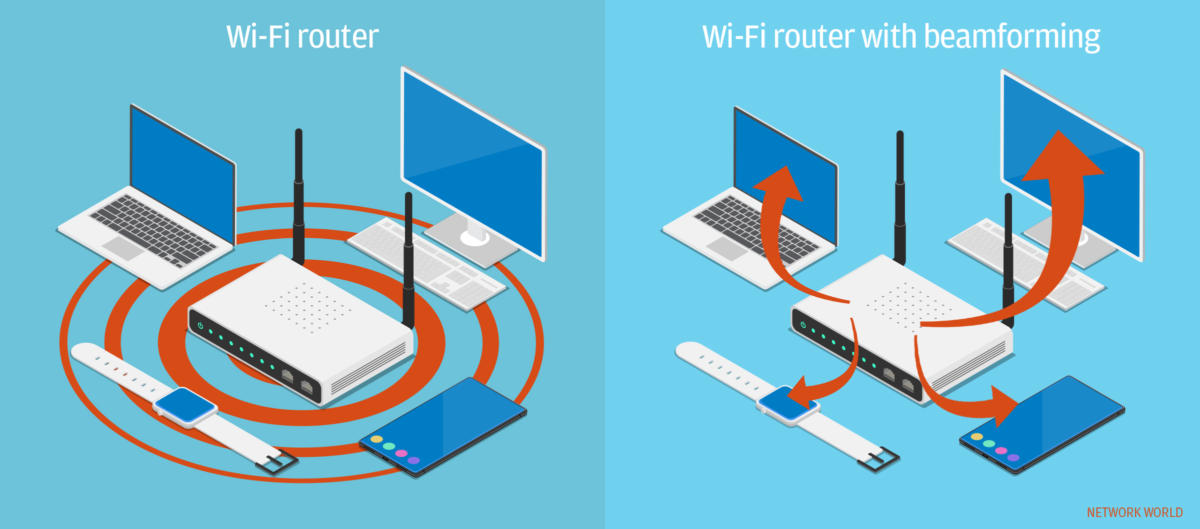 Wi-Fi router
Wi-Fi router with beamforming
NETWORK WORLD